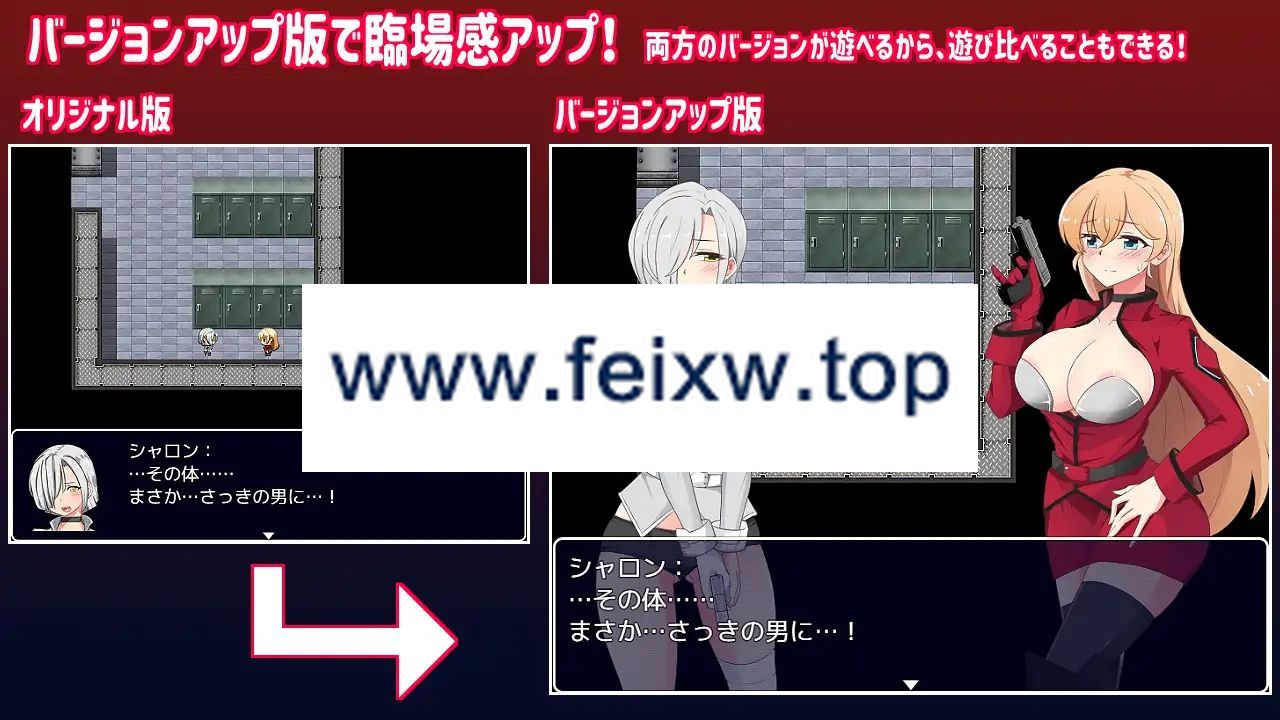 バージョンアップ版で臨場感アップ!
両方のバージョンが遊べるから、遊び比べることもできる!
オリジナル版
バージョンアップ版
www.feixw.top
シャロン：
…その体……
まさか…さっきの男に…！
シャロン：
…その体……
まさか…さっきの男に…！